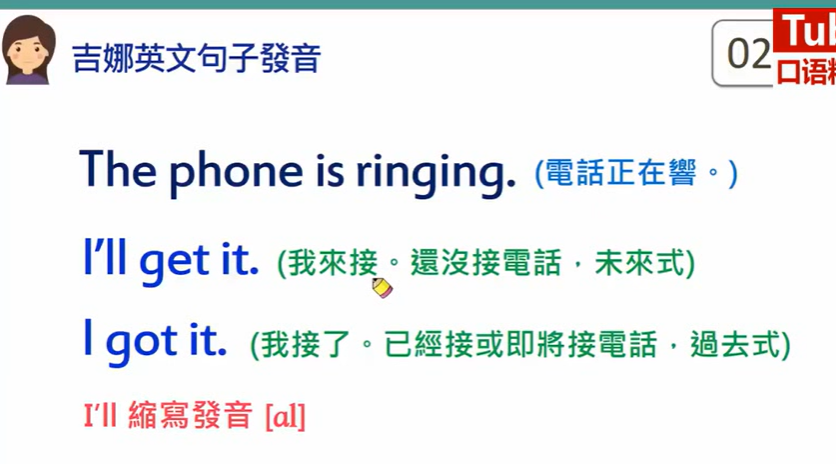 吉娜英文句子發音
02
Tub
口语
The phone is ringing. (電話正在響。)
I'll get it. (我來接。還沒接電話，未來式)
I got it. (我接了。已經接或即將接電話，過去式)
I'll 縮寫發音 [al]